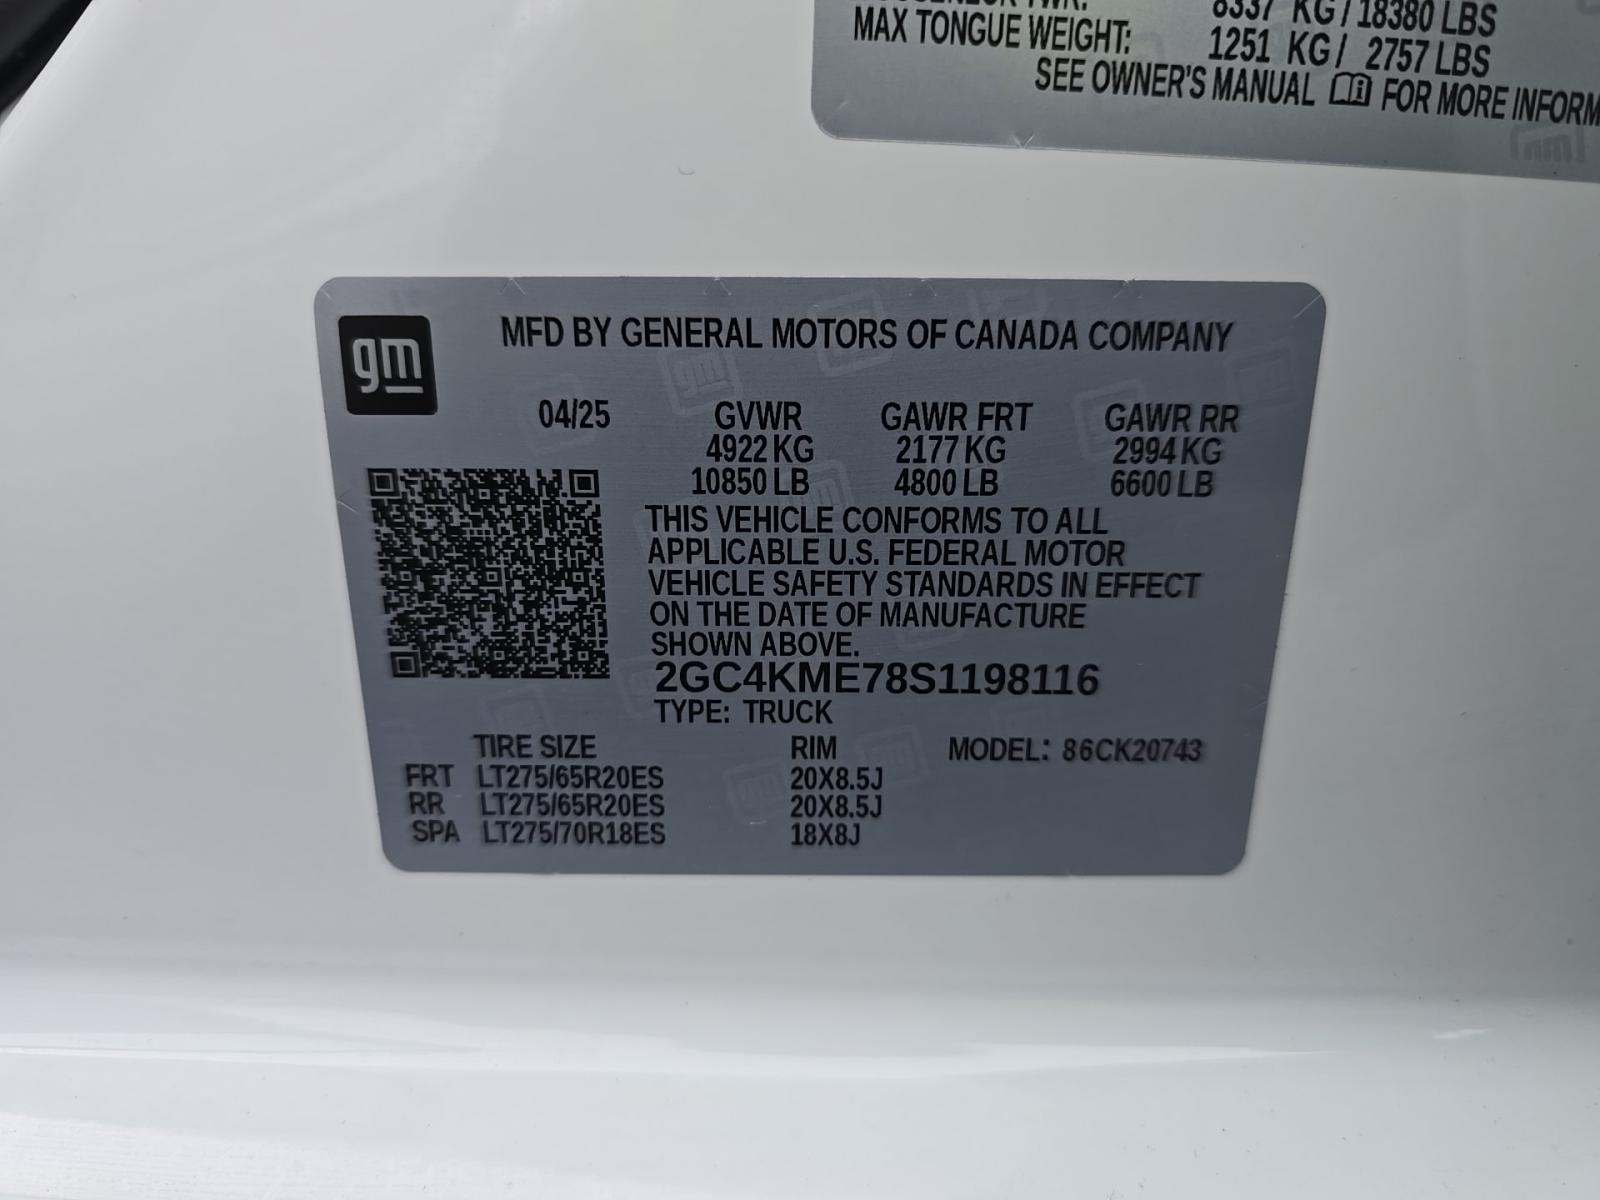 8337 KG / 18380 LBS
MAX TONGUE WEIGHT: 1251 KG / 2757 LBS
SEE OWNER'S MANUAL FOR MORE INFORM
gm
MFD BY GENERAL MOTORS OF CANADA COMPANY
04/25 GVWR GAWR FRT GAWR RR
4922 KG 2177 KG 2994 KG
10850 LB 4800 LB 6600 LB
THIS VEHICLE CONFORMS TO ALL
APPLICABLE U.S. FEDERAL MOTOR
VEHICLE SAFETY STANDARDS IN EFFECT
ON THE DATE OF MANUFACTURE
SHOWN ABOVE.
2GC4KME78S1198116
TYPE: TRUCK
TIRE SIZE RIM MODEL: 86CK20743
FRT LT275/65R20ES 20X8.5J
RR LT275/65R20ES 20X8.5J
SPA LT275/70R18ES 18X8J